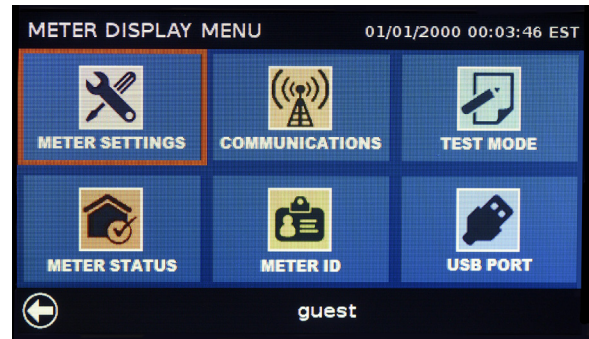 METER DISPLAY MENU 01/01/2000 00:03:46 EST
METER SETTINGS COMMUNICATIONS TEST MODE
METER STATUS METER ID USB PORT
guest